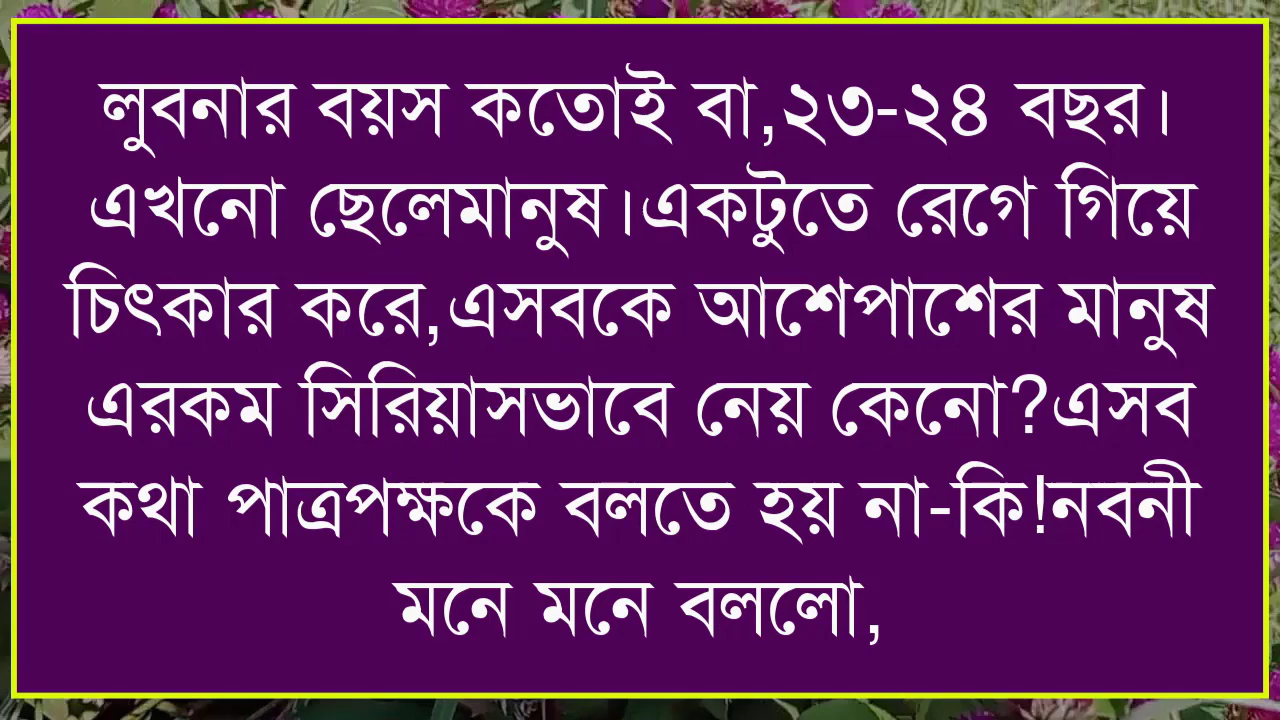 লুবনার বয়স কতোই বা,২৩-২৪ বছর।
এখনো ছেলেমানুষ।একটুতে রেগে গিয়ে
চিৎকার করে,এসবকে আশেপাশের মানুষ
এরকম সিরিয়াসভাবে নেয় কেনো?এসব
কথা পাত্রপক্ষকে বলতে হয় না-কি!নবনী
মনে মনে বললো,